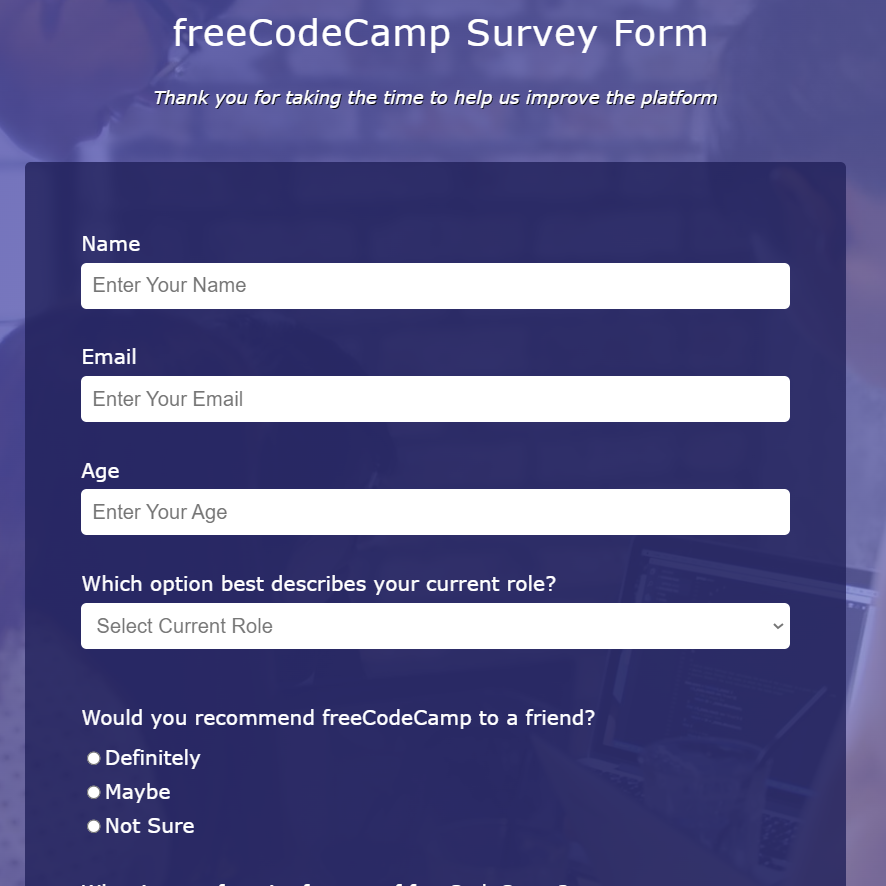 freeCodeCamp Survey Form
Thank you for taking the time to help us improve the platform
Name
Enter Your Name
Email
Enter Your Email
Age
Enter Your Age
Which option best describes your current role?
Select Current Role
Would you recommend freeCodeCamp to a friend?
Definitely
Maybe
Not Sure